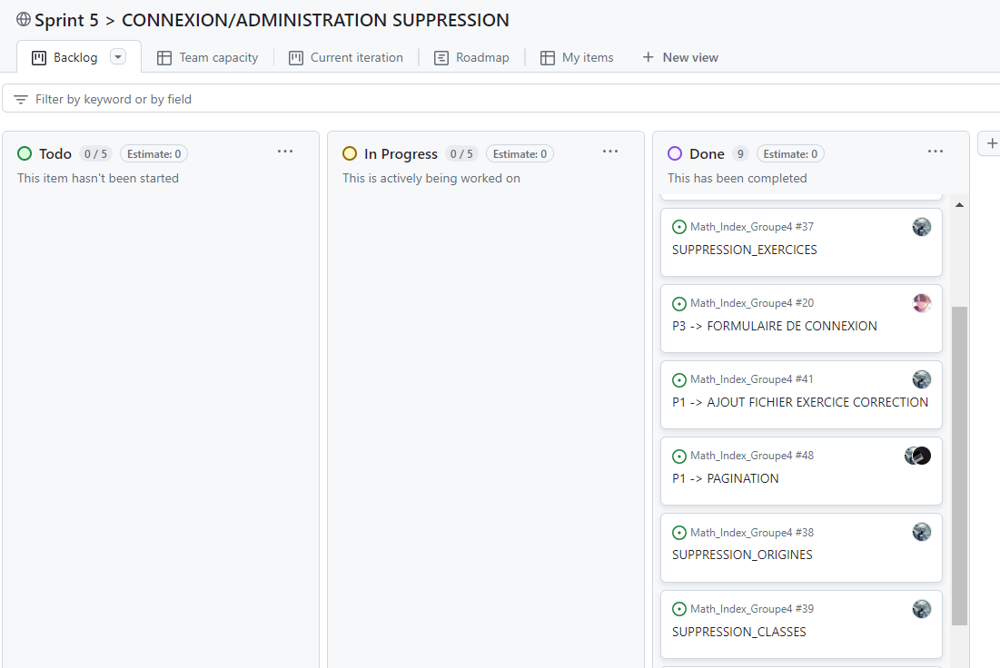 Sprint 5 > CONNEXION/ADMINISTRATION SUPPRESSION
Backlog
Team capacity
Current iteration
Roadmap
My items
New view
Filter by keyword or by field
Todo 0 / 5 Estimate: 0
This item hasn't been started
In Progress 0 / 5 Estimate: 0
This is actively being worked on
Done 9 Estimate: 0
This has been completed
Math_Index_Groupe4 #37
SUPPRESSION_EXERCICES
Math_Index_Groupe4 #20
P3 -> FORMULAIRE DE CONNEXION
Math_Index_Groupe4 #41
P1 -> AJOUT FICHIER EXERCICE CORRECTION
Math_Index_Groupe4 #48
P1 -> PAGINATION
Math_Index_Groupe4 #38
SUPPRESSION_ORIGINES
Math_Index_Groupe4 #39
SUPPRESSION_CLASSES